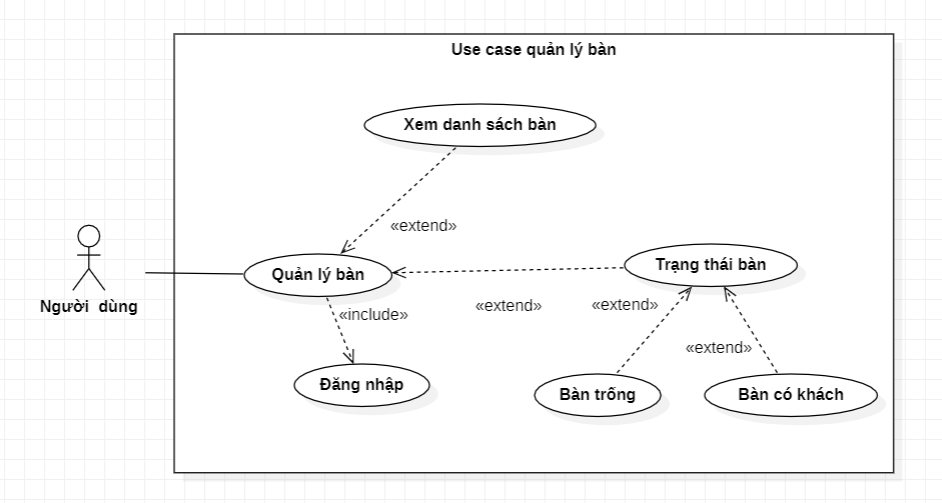 Use case quản lý bàn
Xem danh sách bàn
«extend»
Quản lý bàn
Trạng thái bàn
Người dùng
«include»
«extend»
«extend»
«extend»
Đăng nhập
Bàn trống
Bàn có khách